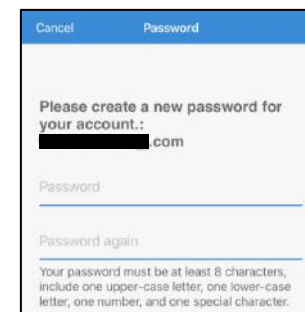 Cancel Password
Please create a new password for
your account.:
.com
Password
Password again
Your password must be at least 8 characters,
include one upper-case letter, one lower-case
letter, one number, and one special character.